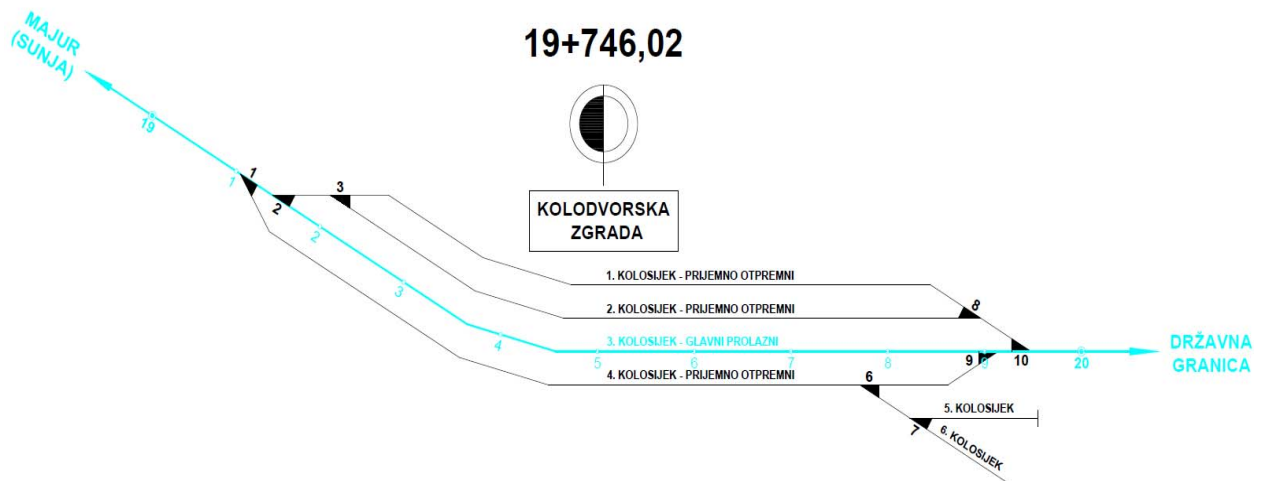 MAJUR
(SUNJA)
19+746,02
19
1
1
2
3
KOLODVORSKA
ZGRADA
2
3
4
1. KOLOSIJEK - PRIJEMNO OTPREMNI
8
2. KOLOSIJEK - PRIJEMNO OTPREMNI
3. KOLOSIJEK - GLAVNI PROLAZNI
5
6
7
8
9
9
10
20
DRŽAVNA
GRANICA
4. KOLOSIJEK - PRIJEMNO OTPREMNI
6
5. KOLOSIJEK
7
6. KOLOSIJEK